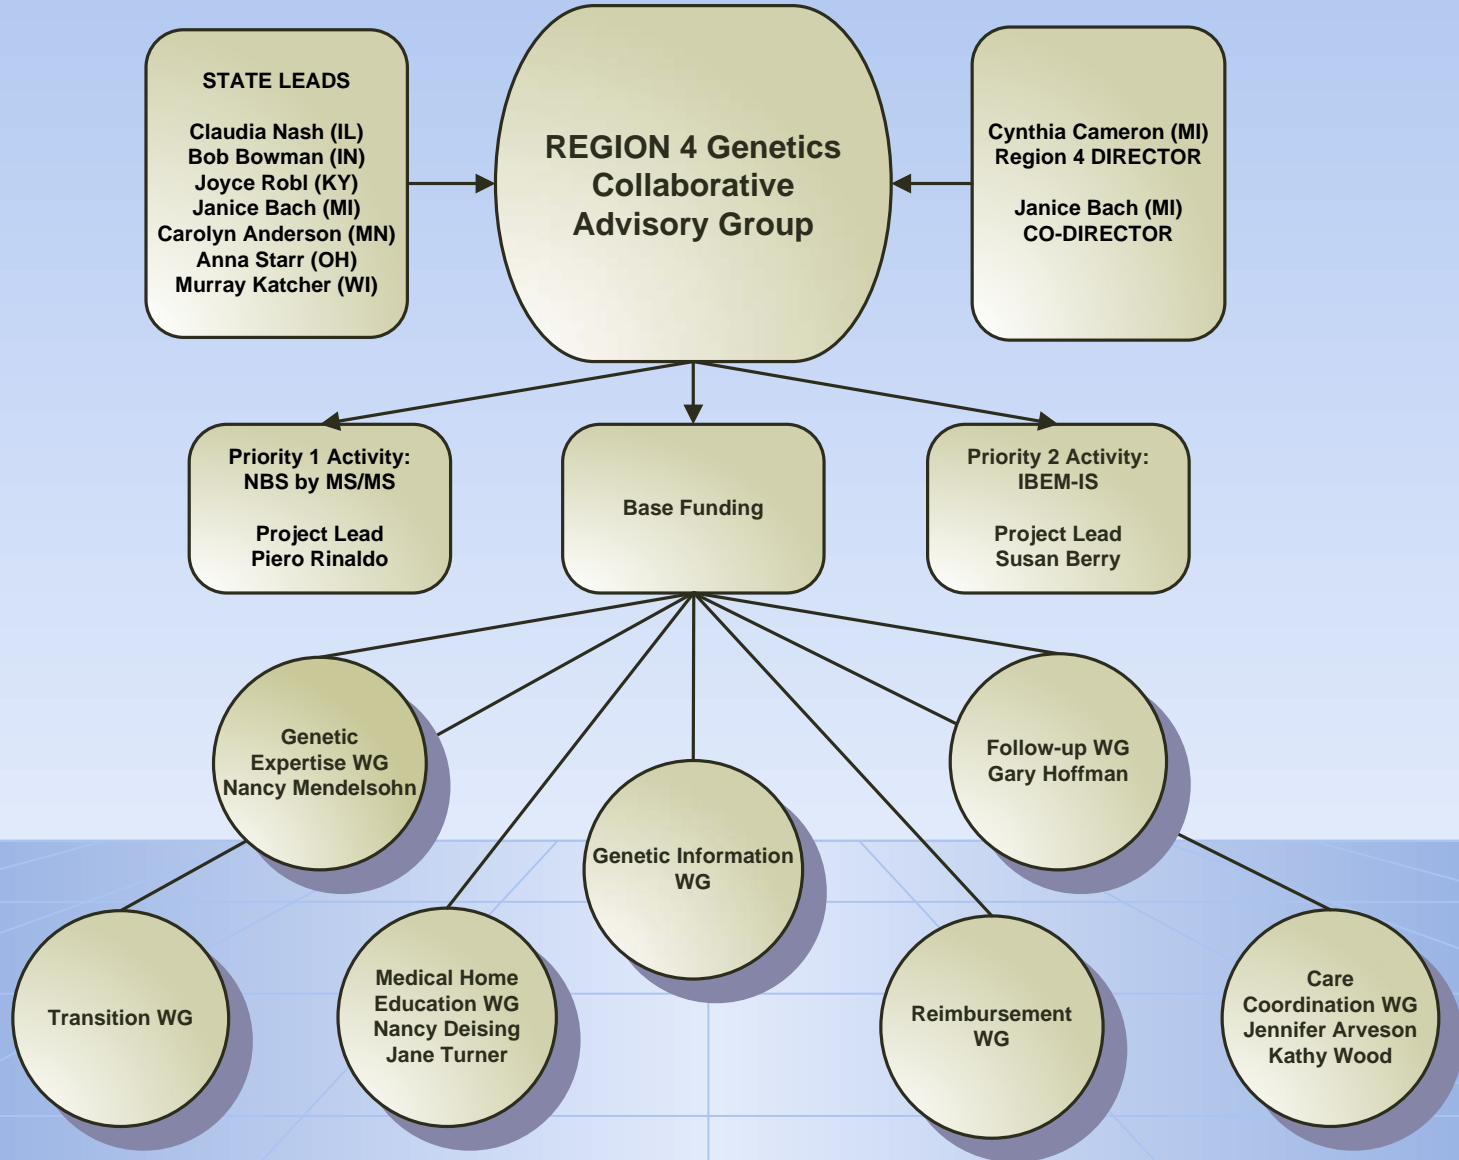 STATE LEADS
Claudia Nash (IL)
Bob Bowman (IN)
Joyce Robl (KY)
Janice Bach (MI)
Carolyn Anderson (MN)
Anna Starr (OH)
Murray Katcher (WI)
REGION 4 Genetics
Collaborative
Advisory Group
Cynthia Cameron (MI)
Region 4 DIRECTOR
Janice Bach (MI)
CO-DIRECTOR
Priority 1 Activity:
NBS by MS/MS
Project Lead
Piero Rinaldo
Base Funding
Priority 2 Activity:
IBEM-IS
Project Lead
Susan Berry
Genetic
Expertise WG
Nancy Mendelsohn
Follow-up WG
Gary Hoffman
Genetic Information
WG
Transition WG
Medical Home
Education WG
Nancy Deising
Jane Turner
Reimbursement
WG
Care
Coordination WG
Jennifer Arveson
Kathy Wood